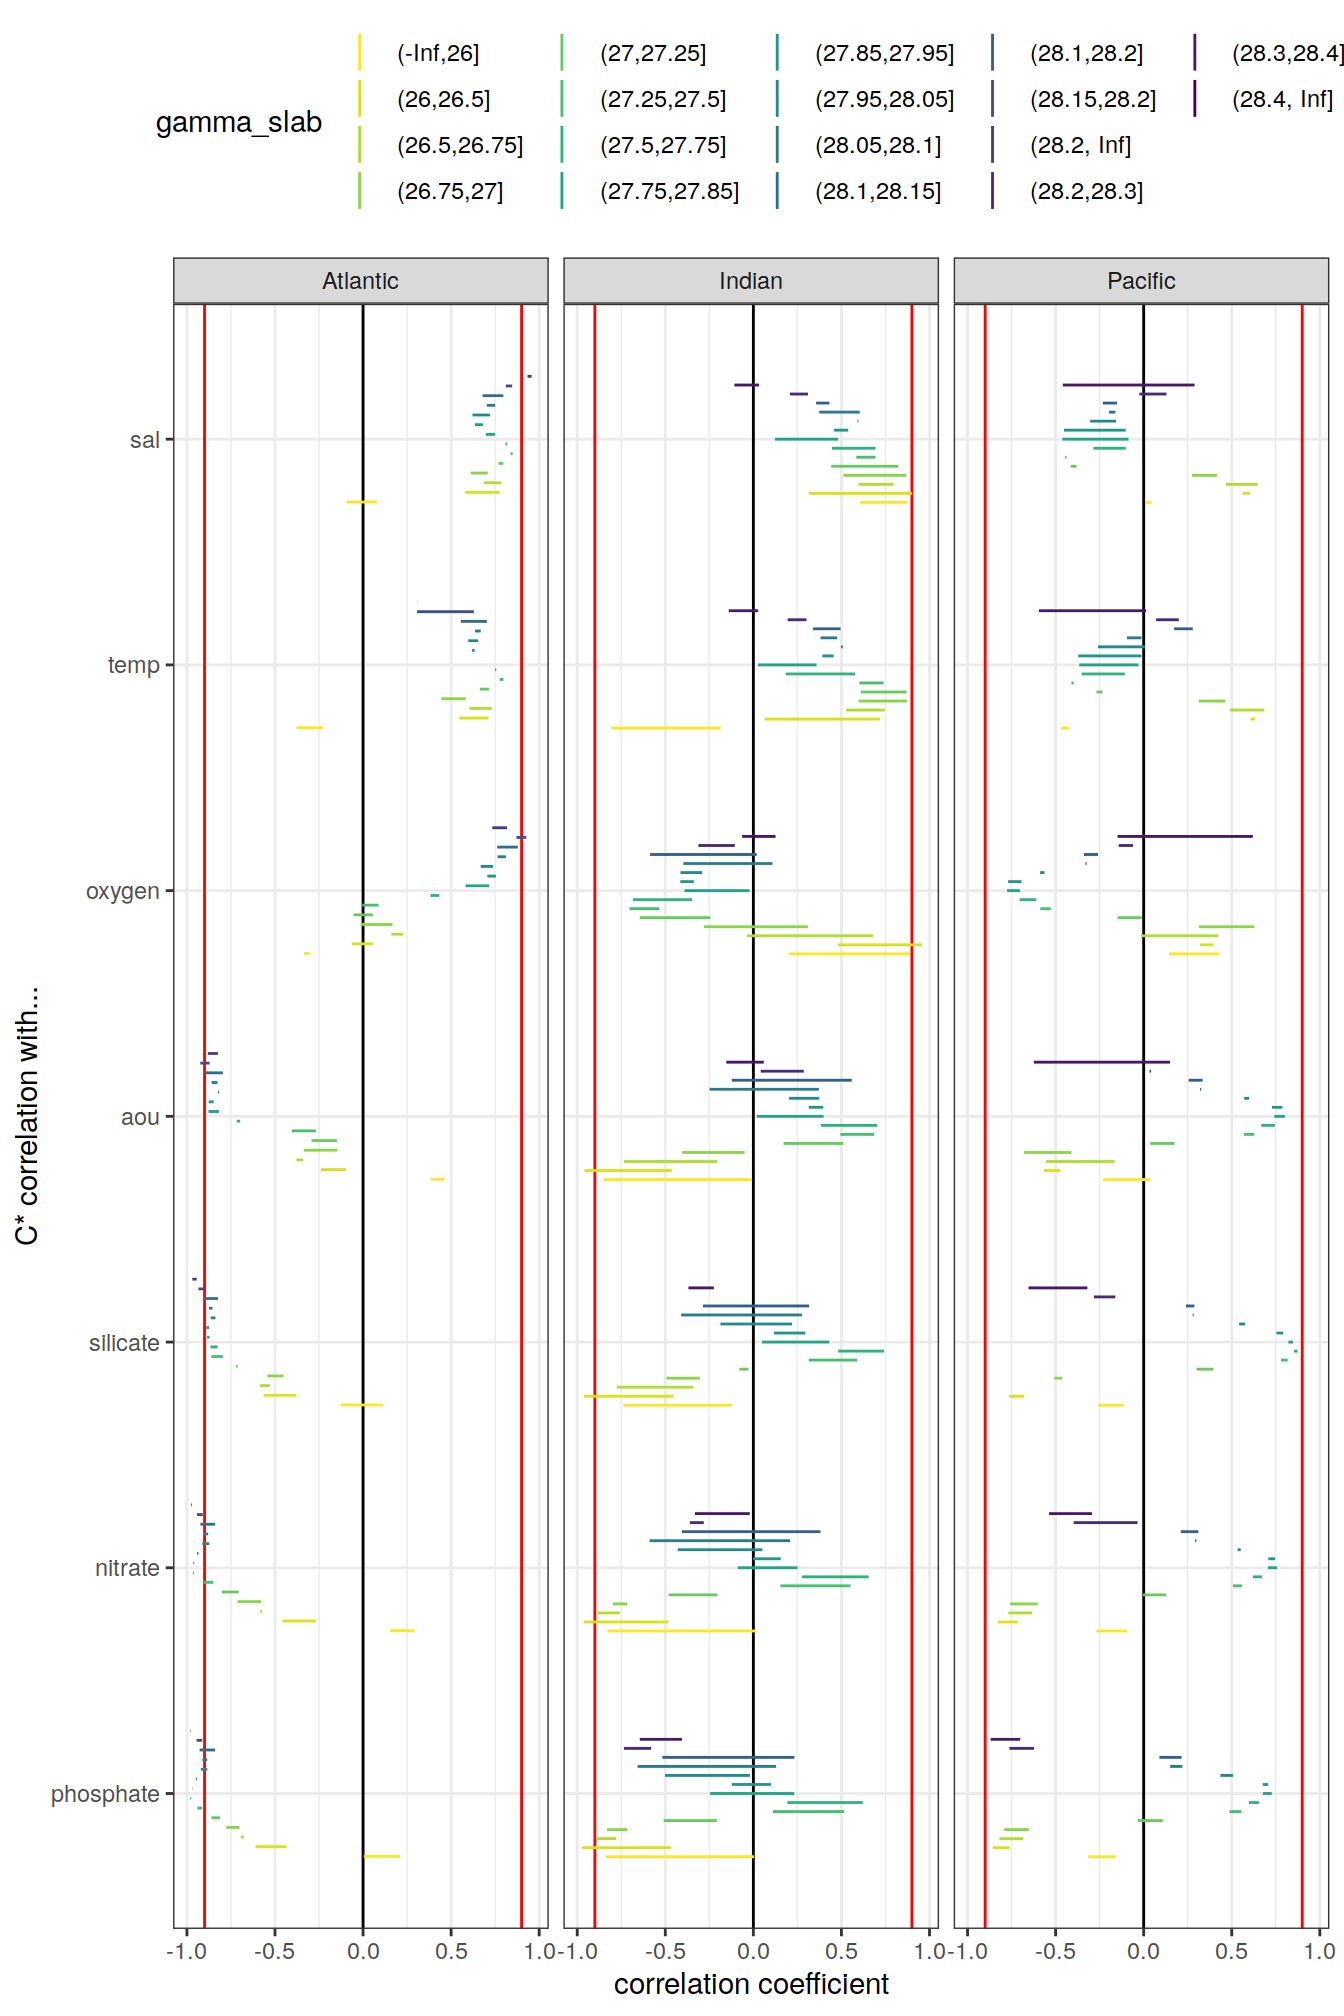 gamma_slab
(-Inf,26] (27,27.25] (27.85,27.95] (28.1,28.2] (28.3,28.4]
(26,26.5] (27.25,27.5] (27.95,28.05] (28.15,28.2] (28.4, Inf]
(26.5,26.75] (27.5,27.75] (28.05,28.1] (28.2, Inf]
(26.75,27] (27.75,27.85] (28.1,28.15] (28.2,28.3]
Atlantic Indian Pacific
C* correlation with...
sal
temp
oxygen
aou
silicate
nitrate
phosphate
-1.0 -0.5 0.0 0.5 1.0 -1.0 -0.5 0.0 0.5 1.0 -1.0 -0.5 0.0 0.5 1.0
correlation coefficient